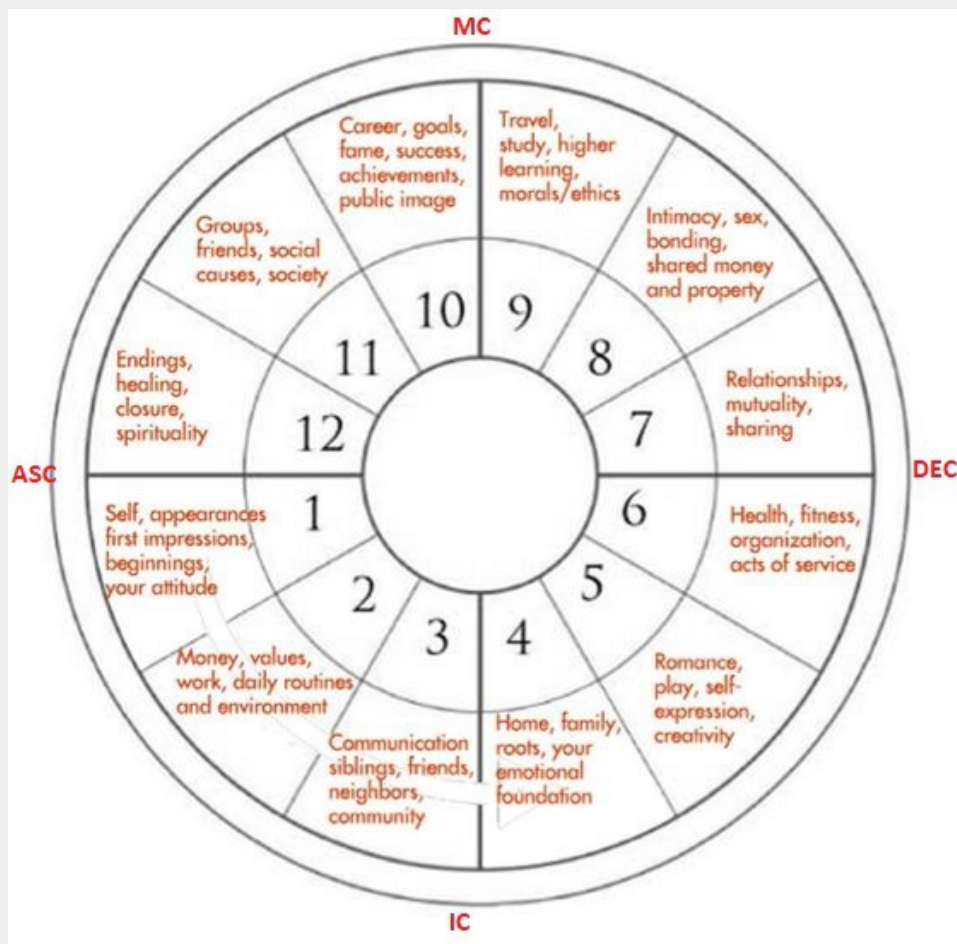 MC
Career, goals,
fame, success,
achievements,
public image
Travel,
study, higher
learning,
morals/ethics
Groups,
friends, social
causes, society
Intimacy, sex,
bonding,
shared money
and property
10
9
11
8
Endings,
healing,
closure,
spirituality
Relationships,
mutuality,
sharing
12
7
ASC
DEC
1
6
Self, appearances
first impressions,
beginnings,
your attitude
Health, fitness,
organization,
acts of service
2
5
3
4
Money, values,
work, daily routines
and environment
Romance,
play, self-
expression,
creativity
Communication
siblings, friends,
neighbors,
community
Home, family,
roots, your
emotional
foundation
IC